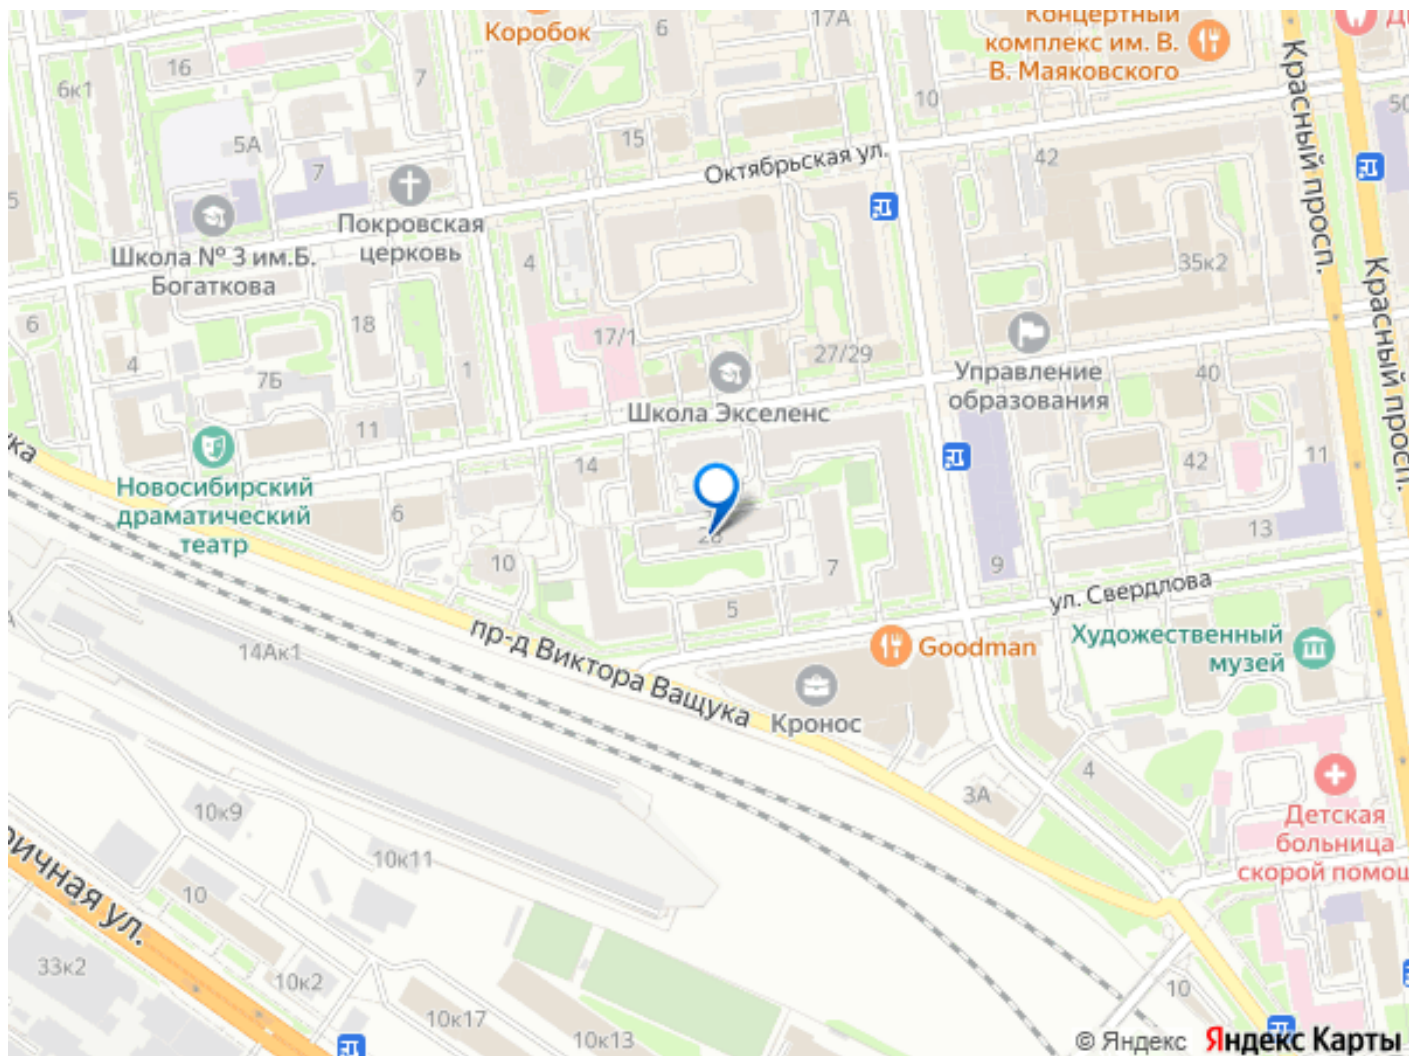 17А
Концертный
комплекс им. В.
В. Маяковского
Коробок
6
16
7
6к1
10
Красный просп.
50
15
5А
7
Октябрьская ул.
42
5
Покровская
церковь
Школа № 3 им.Б.
Богаткова
4
35к2
Красный просп.
6
18
17/1
27/29
4
7Б
1
Школа Экселенс
Управление
образования
40
11
14
42
11
Новосибирский
драматический
театр
6
13
10
7
9
5
ул. Свердлова
пр-д Виктора Ващука
Goodman
Художественный
музей
14Ак1
Кронос
4
3А
10к9
10к11
Детская
больница
10
33к2
10к2
10к17
10к13
10
© Яндекс Яндекс Карты